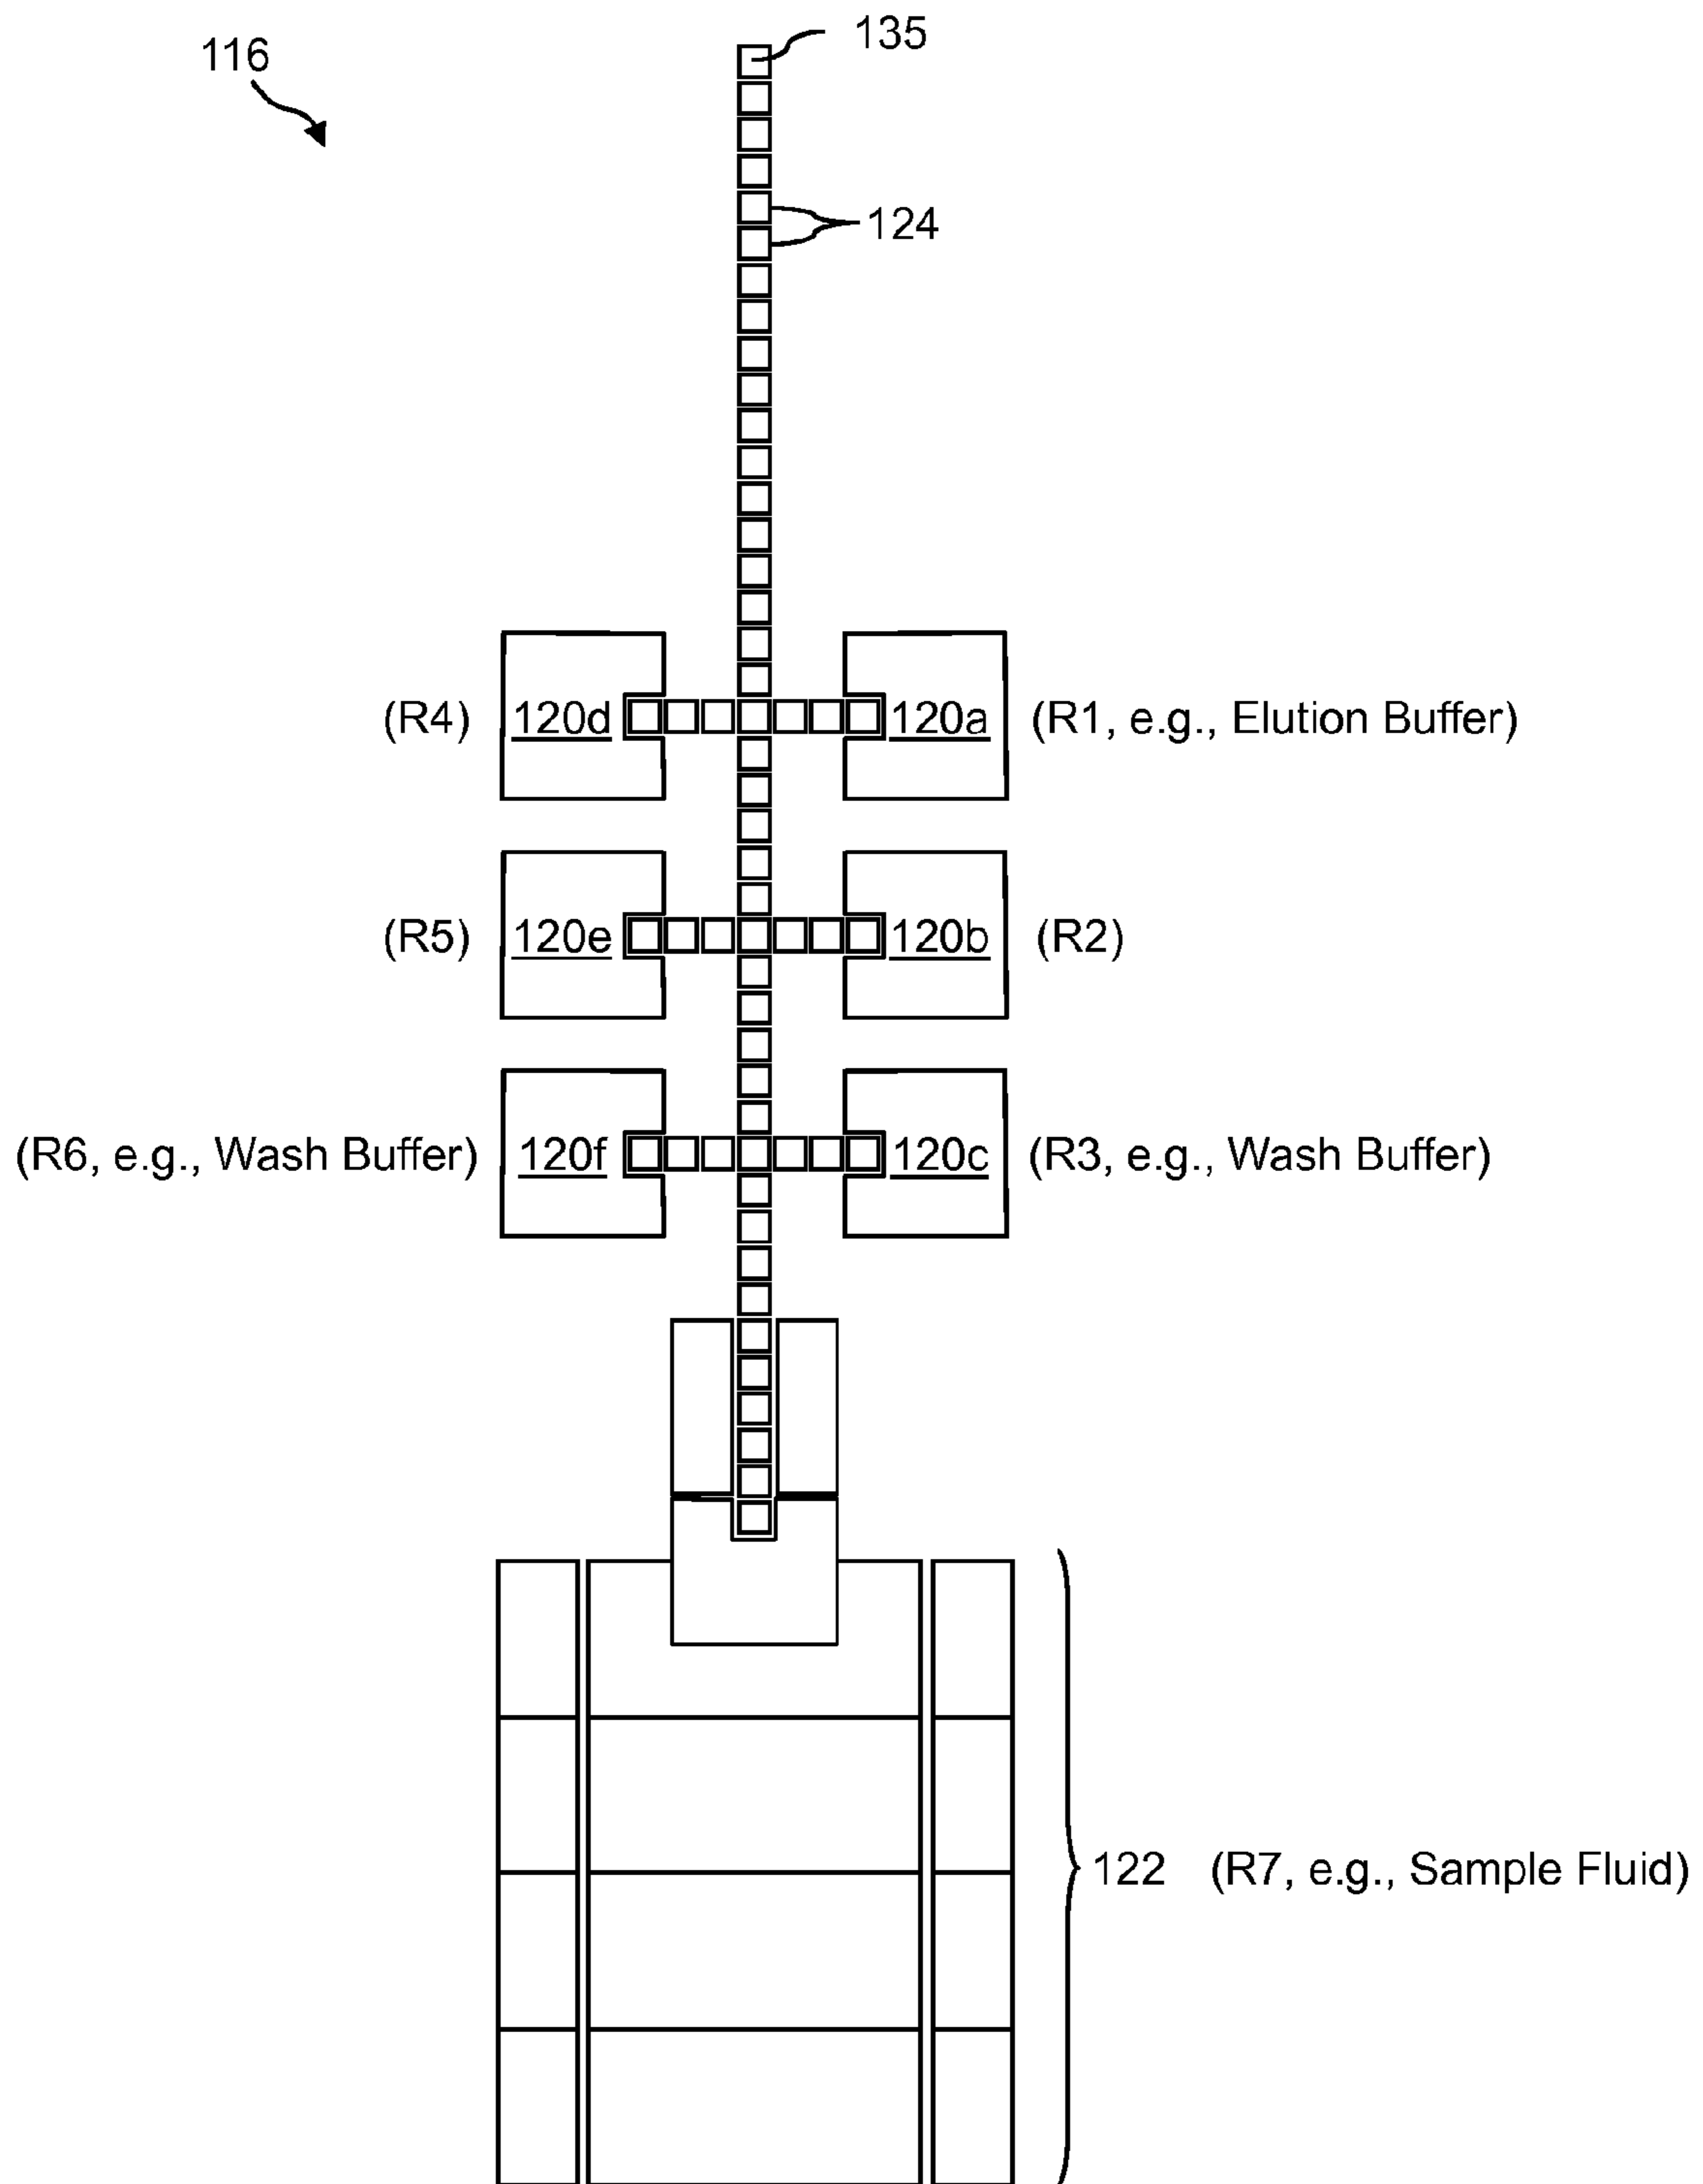 135
116
124
(R4) 120d 120a (R1, e.g., Elution Buffer)
(R5) 120e 120b (R2)
(R6, e.g., Wash Buffer) 120f 120c (R3, e.g., Wash Buffer)
122 (R7, e.g., Sample Fluid)